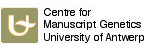 Centre for
Manuscript Genetics
University of Antwerp